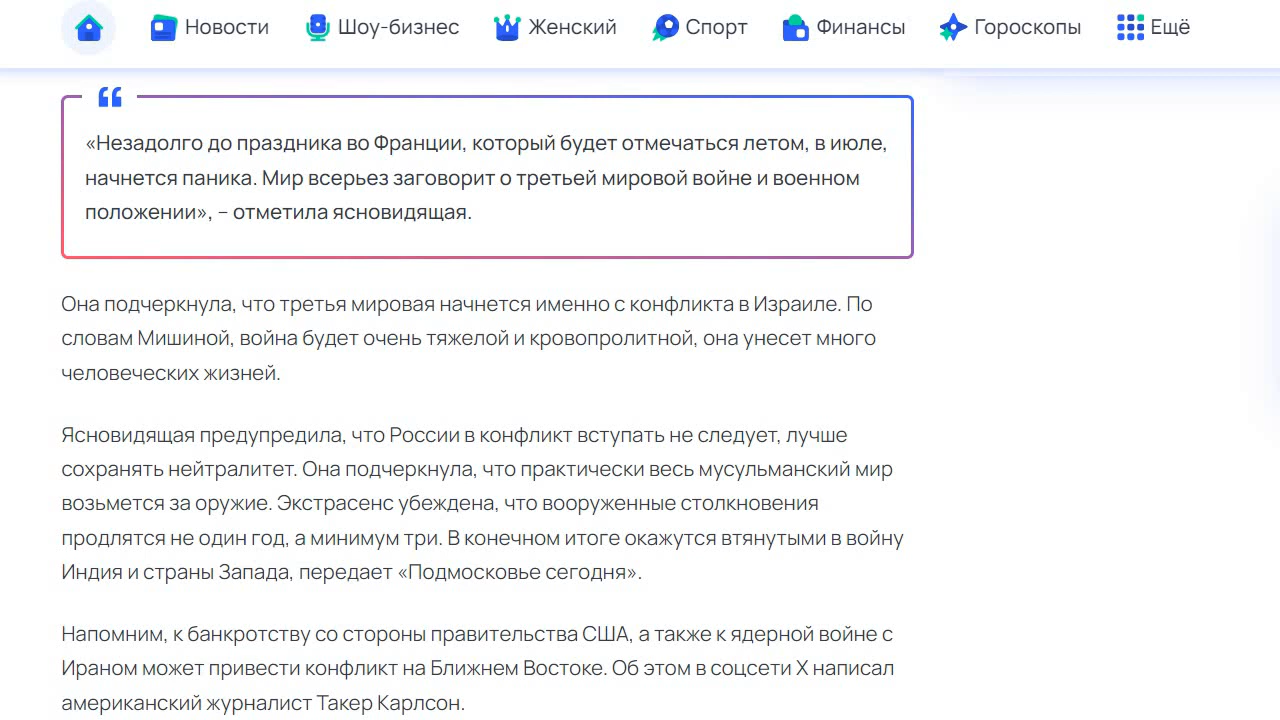 Новости Шоу-бизнес Женский Спорт Финансы Гороскопы Ещё
«Незадолго до праздника во Франции, который будет отмечаться летом, в июле,
начнется паника. Мир всерьез заговорит о третьей мировой войне и военном
положении», – отметила ясновидящая.
Она подчеркнула, что третья мировая начнется именно с конфликта в Израиле. По
словам Мишиной, война будет очень тяжелой и кровопролитной, она унесет много
человеческих жизней.
Ясновидящая предупредила, что России в конфликт вступать не следует, лучше
сохранять нейтралитет. Она подчеркнула, что практически весь мусульманский мир
возьмется за оружие. Экстрасенс убеждена, что вооруженные столкновения
продлятся не один год, а минимум три. В конечном итоге окажутся втянутыми в войну
Индия и страны Запада, передает «Подмосковье сегодня».
Напомним, к банкротству со стороны правительства США, а также к ядерной войне с
Ираном может привести конфликт на Ближнем Востоке. Об этом в соцсети X написал
американский журналист Такер Карлсон.